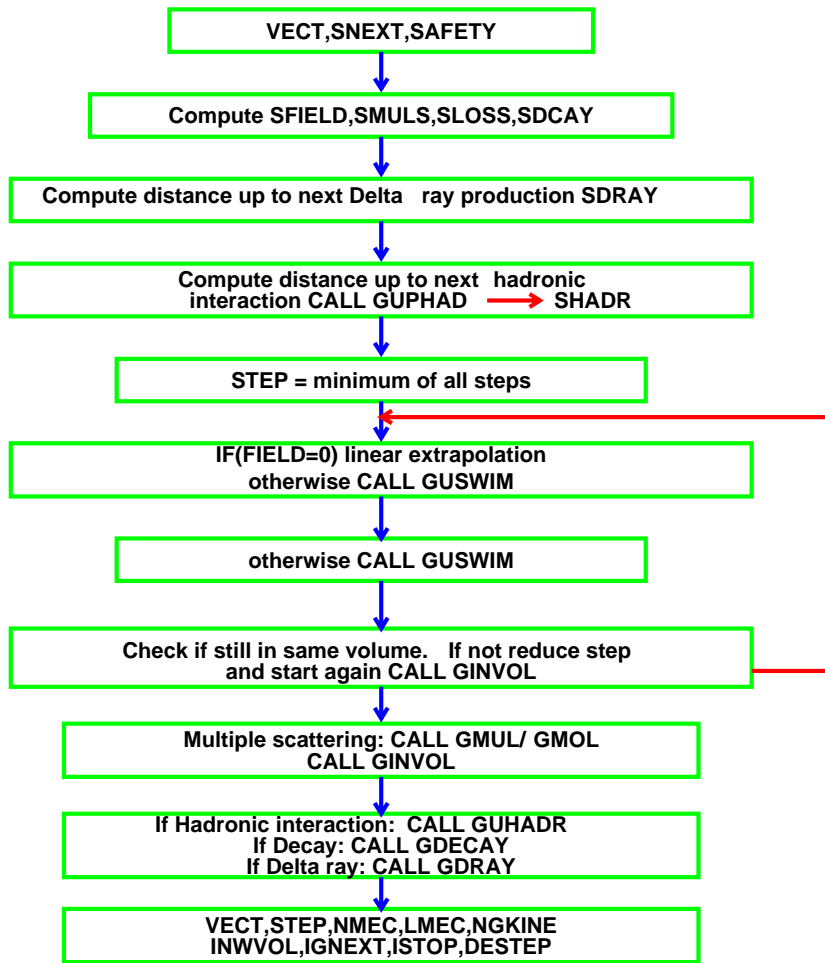 VECT,SNEXT,SAFETY
Compute SFIELD,SMULS,SLOSS,SDCAY
Compute distance up to next Delta ray production SDRAY
Compute distance up to next hadronic
interaction CALL GUPHAD SHADR
STEP = minimum of all steps
IF(FIELD=0) linear extrapolation
otherwise CALL GUSWIM
otherwise CALL GUSWIM
Check if still in same volume. If not reduce step
and start again CALL GINVOL
Multiple scattering: CALL GMUL/ GMOL
CALL GINVOL
If Hadronic interaction: CALL GUHADR
If Decay: CALL GDECAY
If Delta ray: CALL GDRAY
VECT,STEP,NMEC,LMEC,NGKINE
INWVOL,IGNEXT,ISTOP,DESTEP